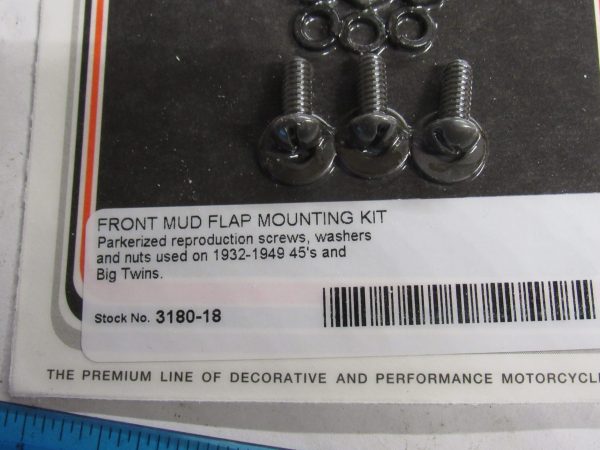 FRONT MUD FLAP MOUNTING KIT
Parkerized reproduction screws, washers
and nuts used on 1932-1949 45's and
Big Twins.
Stock No. 3180-18
THE PREMIUM LINE OF DECORATIVE AND PERFORMANCE MOTORCYCL